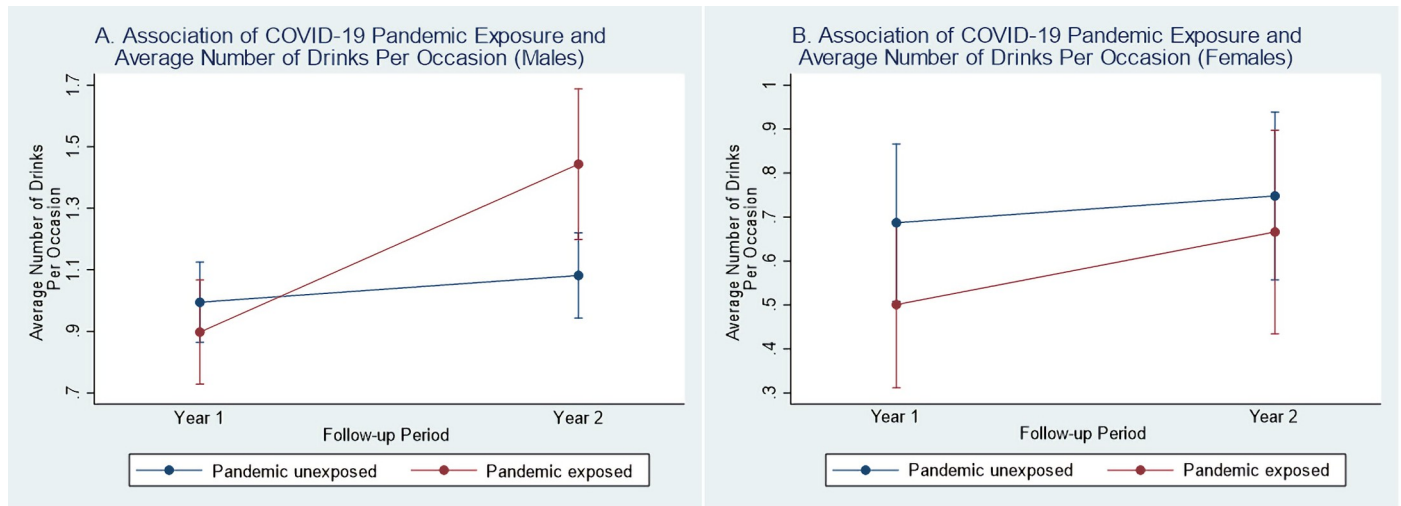 A. Association of COVID-19 Pandemic Exposure and
Average Number of Drinks Per Occasion (Males)
Average Number of Drinks
Per Occasion
1.7
1.5
1.3
1.1
.9
.7
Year 1
Year 2
Follow-up Period
Pandemic unexposed
Pandemic exposed
B. Association of COVID-19 Pandemic Exposure and
Average Number of Drinks Per Occasion (Females)
Average Number of Drinks
Per Occasion
1
.9
.8
.7
.6
.5
.4
.3
Year 1
Year 2
Follow-up Period
Pandemic unexposed
Pandemic exposed